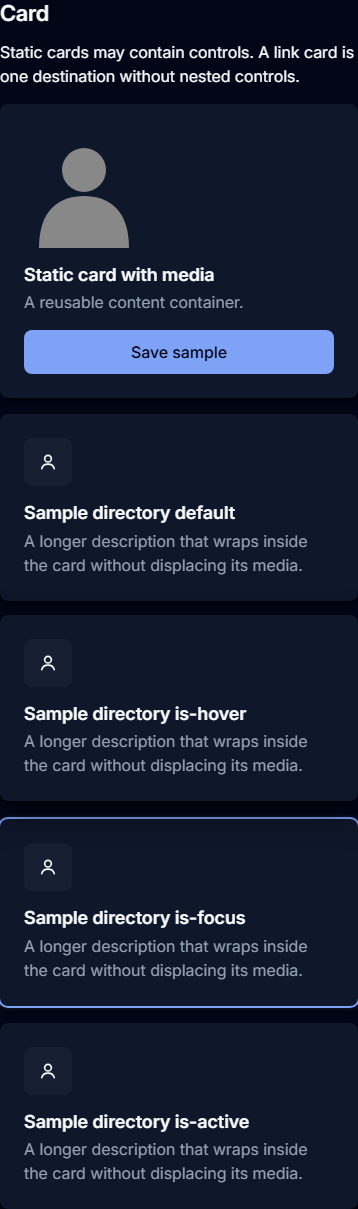 Card
Static cards may contain controls. A link card is
one destination without nested controls.
Static card with media
A reusable content container.
Save sample
Sample directory default
A longer description that wraps inside
the card without displacing its media.
Sample directory is-hover
A longer description that wraps inside
the card without displacing its media.
Sample directory is-focus
A longer description that wraps inside
the card without displacing its media.
Sample directory is-active
A longer description that wraps inside
the card without displacing its media.